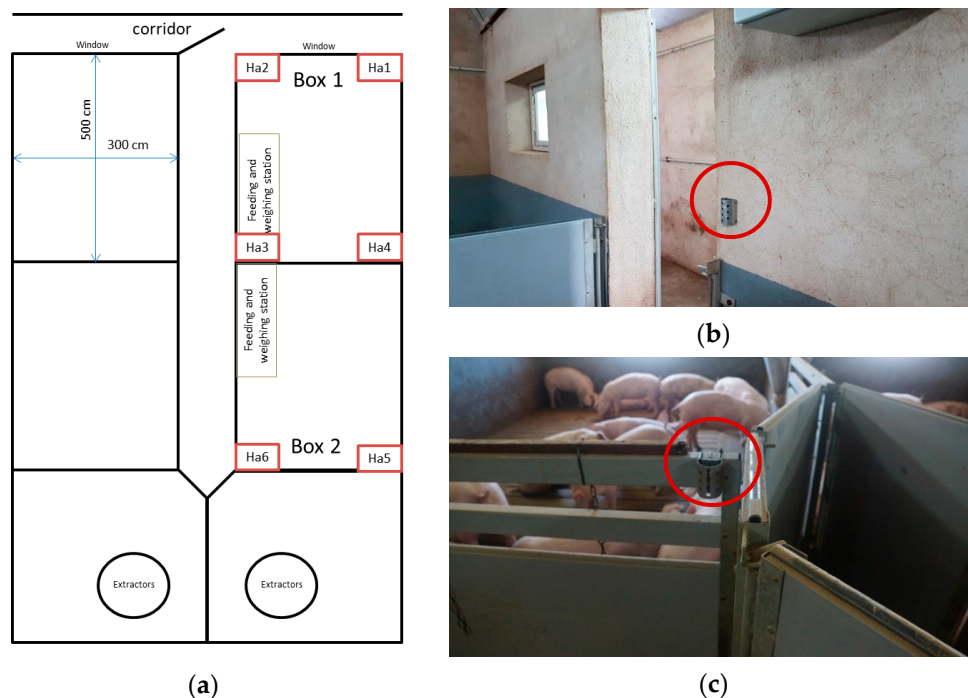 corridor
Window
Window
Ha2
Ha1
Box 1
500 cm
300 cm
Feeding and
weighing station
Ha3
Ha4
Feeding and
weighing station
Box 2
Ha6
Ha5
Extractors
Extractors
(a)
(b)
(c)